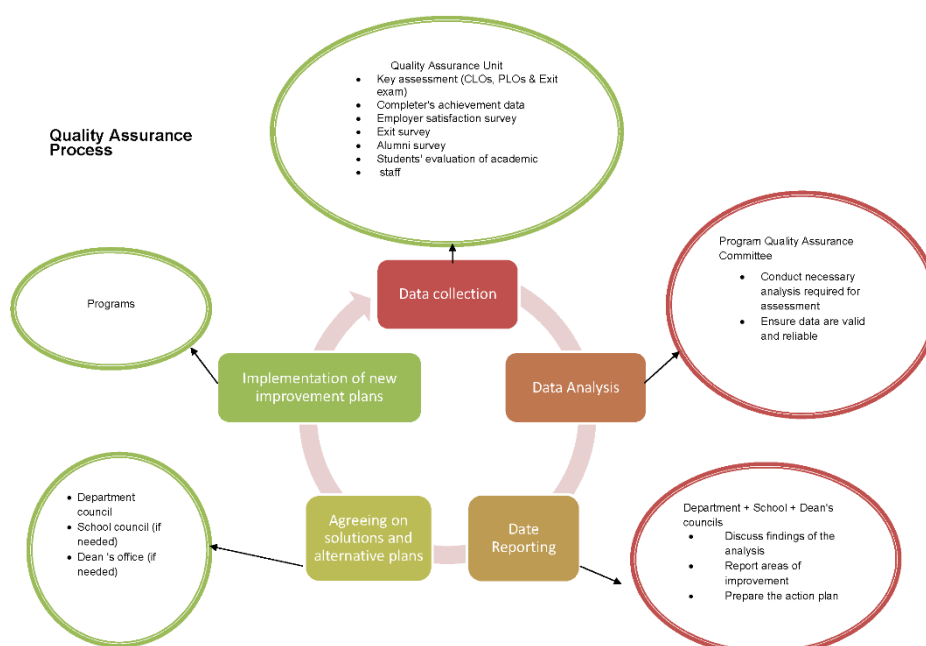 Quality Assurance
Process
Quality Assurance Unit
• Key assessment (CLOs, PLOs & Exit
exam)
• Completer's achievement data
• Employer satisfaction survey
• Exit survey
• Alumni survey
• Students' evaluation of academic
• staff
Program Quality Assurance
Committee
• Conduct necessary
analysis required for
assessment
• Ensure data are valid
and reliable
Programs
Data collection
Implementation of new
improvement plans
Data Analysis
• Department
council
• School council (if
needed)
• Dean 's office (if
needed)
Agreeing on
solutions and
alternative plans
Date
Reporting
Department + School + Dean's
councils
• Discuss findings of the
analysis
• Report areas of
improvement
• Prepare the action plan